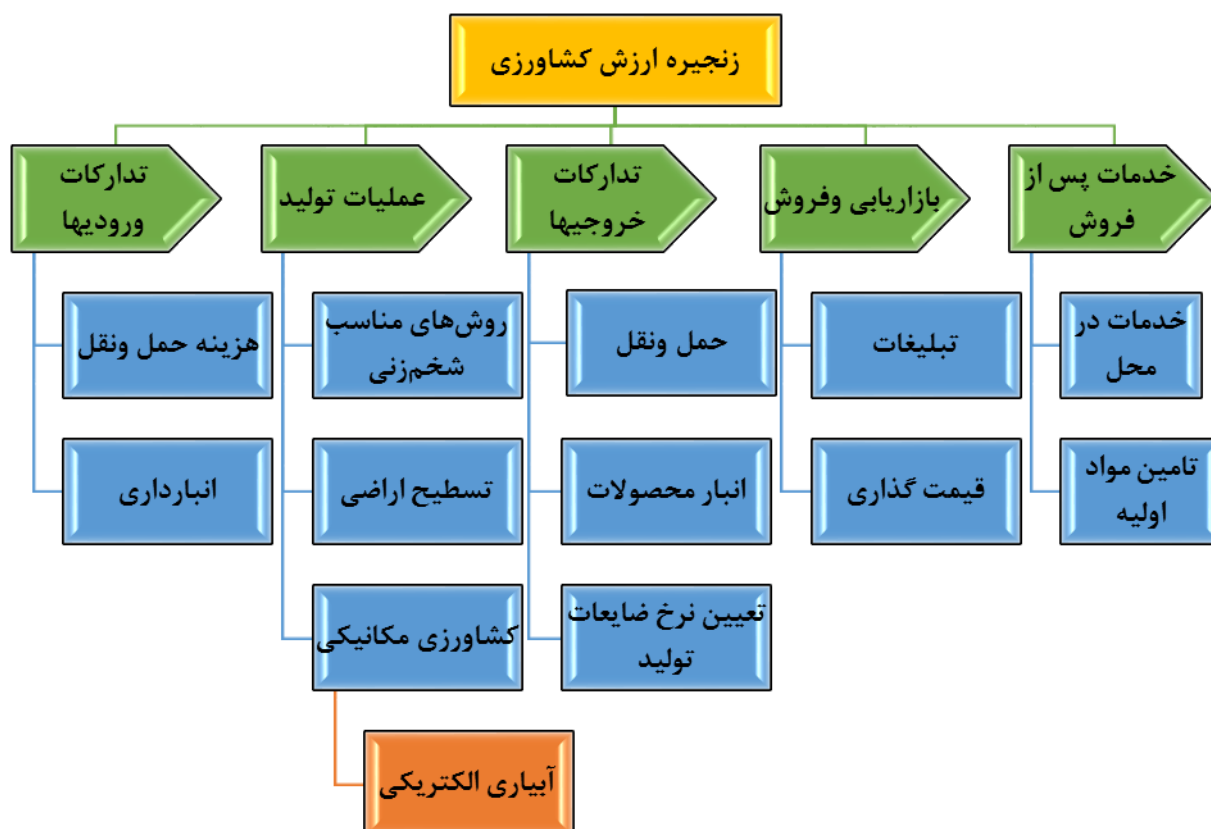 زنجیره ارزش کشاورزی
تدارکات
ورودیها
هزینه حمل ونقل
انبارداری
عملیات تولید
روش‌های مناسب
شخم‌زنی
تسطیح اراضی
کشاورزی مکانیکی
آبیاری الکتریکی
تدارکات
خروجیها
حمل ونقل
انبار محصولات
تعیین نرخ ضایعات
تولید
بازاریابی وفروش
تبلیغات
قیمت گذاری
خدمات پس از
فروش
خدمات در
محل
تامین مواد
اولیه